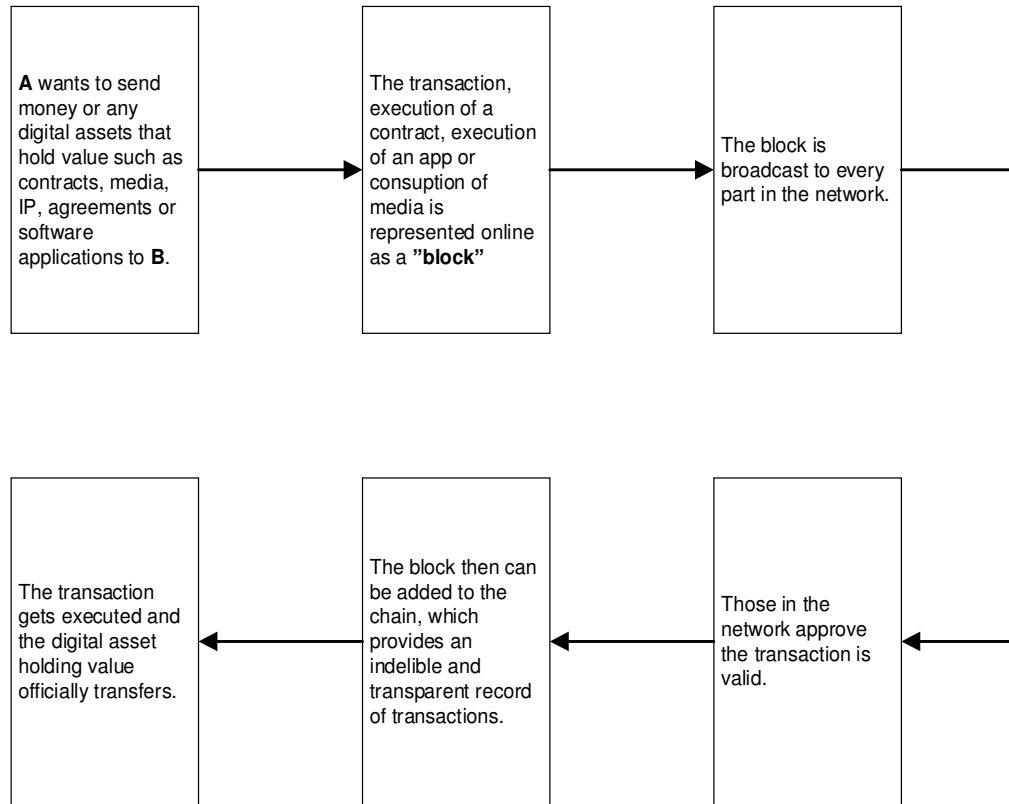 A wants to send
money or any
digital assets that
hold value such as
contracts, media,
IP, agreements or
software
applications to B.
The transaction,
execution of a
contract, execution
of an app or
consuption of
media is
represented online
as a ”block”
The block is
broadcast to every
part in the network.
Those in the
network approve
the transaction is
valid.
The block then can
be added to the
chain, which
provides an
indelible and
transparent record
of transactions.
The transaction
gets executed and
the digital asset
holding value
officially transfers.